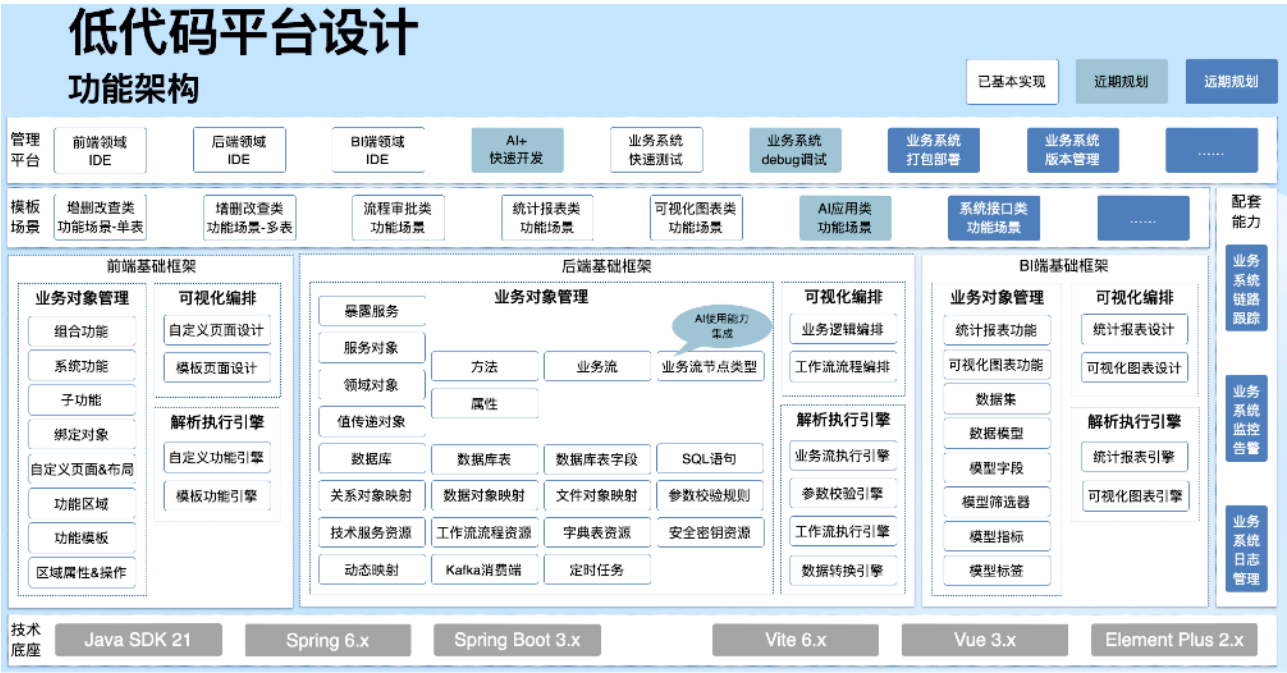 低代码平台设计
功能架构
已基本实现
近期规划
远期规划
管理
平台
前端领域
IDE
后端领域
IDE
BI端领域
IDE
AI+
快速开发
业务系统
快速测试
业务系统
debug调试
业务系统
打包部署
业务系统
版本管理
......
模板
场景
增删改查类
功能场景-单表
增删改查类
功能场景-多表
流程审批类
功能场景
统计报表类
功能场景
可视化图表类
功能场景
AI应用类
功能场景
系统接口类
功能场景
......
配套
能力
业务
系统
链路
跟踪
业务
系统
监控
告警
业务
系统
日志
管理
前端基础框架
业务对象管理
组合功能
系统功能
子功能
绑定对象
自定义页面&布局
功能区域
功能模板
区域属性&操作
可视化编排
自定义页面设计
模板页面设计
解析执行引擎
自定义功能引擎
模板功能引擎
后端基础框架
业务对象管理
暴露服务
服务对象
领域对象
值传递对象
AI使用能力
集成
方法
业务流
业务流节点类型
属性
数据库
数据库表
数据库表字段
SQL语句
关系对象映射
数据对象映射
文件对象映射
参数校验规则
技术服务资源
工作流流程资源
字典表资源
安全密钥资源
动态映射
Kafka消费端
定时任务
可视化编排
业务逻辑编排
工作流流程编排
解析执行引擎
业务流执行引擎
参数校验引擎
工作流执行引擎
数据转换引擎
BI端基础框架
业务对象管理
统计报表功能
可视化图表功能
数据集
数据模型
模型字段
模型筛选器
模型指标
模型标签
可视化编排
统计报表设计
可视化图表设计
解析执行引擎
统计报表引擎
可视化图表引擎
技术
底座
Java SDK 21
Spring 6.x
Spring Boot 3.x
Vite 6.x
Vue 3.x
Element Plus 2.x